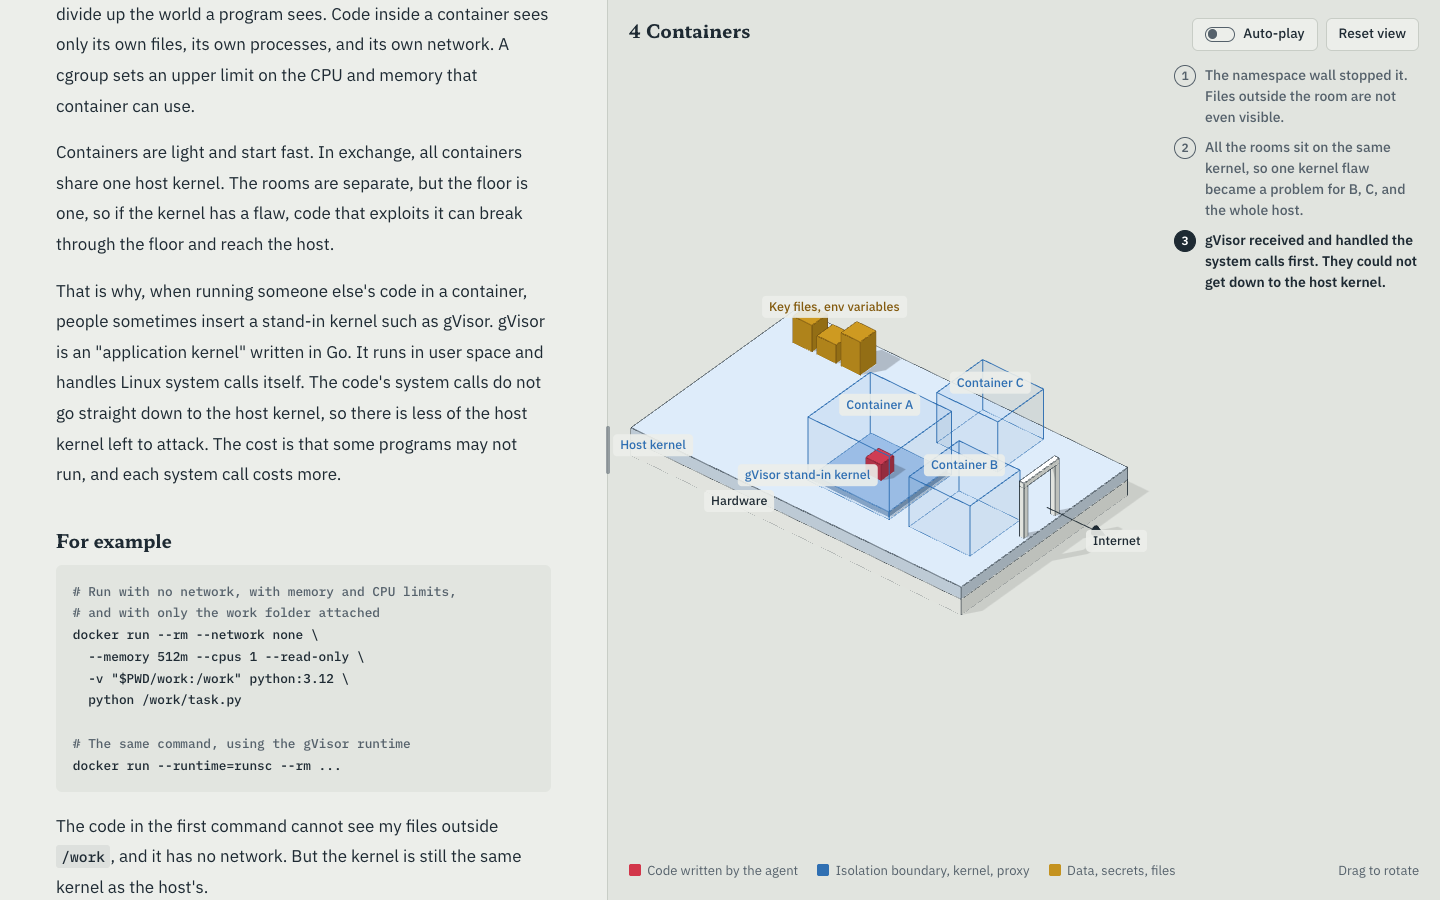 divide up the world a program sees. Code inside a container sees
only its own files, its own processes, and its own network. A
cgroup sets an upper limit on the CPU and memory that
container can use.
Containers are light and start fast. In exchange, all containers
share one host kernel. The rooms are separate, but the floor is
one, so if the kernel has a flaw, code that exploits it can break
through the floor and reach the host.
That is why, when running someone else's code in a container,
people sometimes insert a stand-in kernel such as gVisor. gVisor
is an "application kernel" written in Go. It runs in user space and
handles Linux system calls itself. The code's system calls do not
go straight down to the host kernel, so there is less of the host
kernel left to attack. The cost is that some programs may not
run, and each system call costs more.
For example
# Run with no network, with memory and CPU limits,
# and with only the work folder attached
docker run --rm --network none \
--memory 512m --cpus 1 --read-only \
-v "$PWD/work:/work" python:3.12 \
python /work/task.py
# The same command, using the gVisor runtime
docker run --runtime=runsc --rm ...
The code in the first command cannot see my files outside
/work, and it has no network. But the kernel is still the same
kernel as the host's.
4 Containers
Auto-play
Reset view
1 The namespace wall stopped it.
Files outside the room are not
even visible.
2 All the rooms sit on the same
kernel, so one kernel flaw
became a problem for B, C, and
the whole host.
3 gVisor received and handled the
system calls first. They could not
get down to the host kernel.
Key files, env variables
Container C
Container A
Host kernel
Container B
gVisor stand-in kernel
Hardware
Internet
Code written by the agent
Isolation boundary, kernel, proxy
Data, secrets, files
Drag to rotate